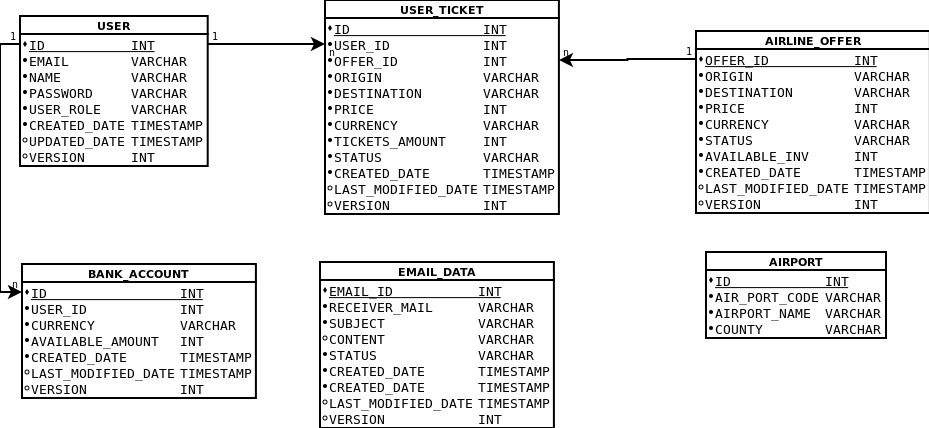 USER
ID INT
EMAIL VARCHAR
NAME VARCHAR
PASSWORD VARCHAR
USER_ROLE VARCHAR
CREATED_DATE TIMESTAMP
UPDATED_DATE TIMESTAMP
VERSION INT
1
1
USER_TICKET
ID INT
USER_ID INT
OFFER_ID INT
ORIGIN VARCHAR
DESTINATION VARCHAR
PRICE INT
CURRENCY VARCHAR
TICKETS_AMOUNT INT
STATUS VARCHAR
CREATED_DATE TIMESTAMP
LAST_MODIFIED_DATE TIMESTAMP
VERSION INT
n
n
1
AIRLINE_OFFER
OFFER_ID INT
ORIGIN VARCHAR
DESTINATION VARCHAR
PRICE INT
CURRENCY VARCHAR
STATUS VARCHAR
AVAILABLE_INV INT
CREATED_DATE TIMESTAMP
LAST_MODIFIED_DATE TIMESTAMP
VERSION INT
n
BANK_ACCOUNT
ID INT
USER_ID INT
CURRENCY VARCHAR
AVAILABLE_AMOUNT INT
CREATED_DATE TIMESTAMP
LAST_MODIFIED_DATE TIMESTAMP
VERSION INT
EMAIL_DATA
EMAIL_ID INT
RECEIVER_MAIL VARCHAR
SUBJECT VARCHAR
CONTENT VARCHAR
STATUS VARCHAR
CREATED_DATE TIMESTAMP
CREATED_DATE TIMESTAMP
LAST_MODIFIED_DATE TIMESTAMP
VERSION INT
AIRPORT
ID INT
AIR_PORT_CODE VARCHAR
AIRPORT_NAME VARCHAR
COUNTY VARCHAR